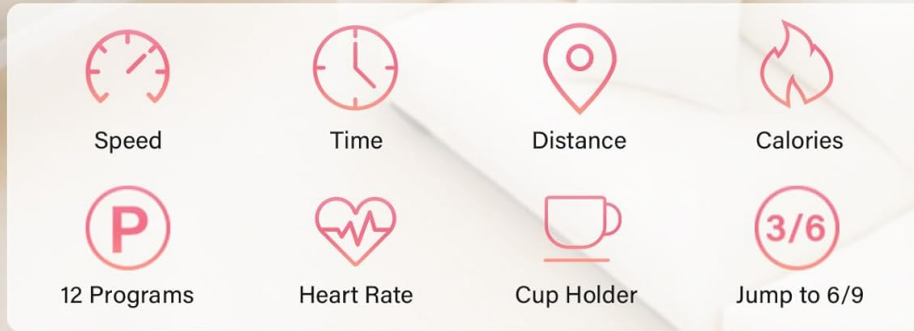 Speed
Time
Distance
Calories
P
3/6
12 Programs
Heart Rate
Cup Holder
Jump to 6/9